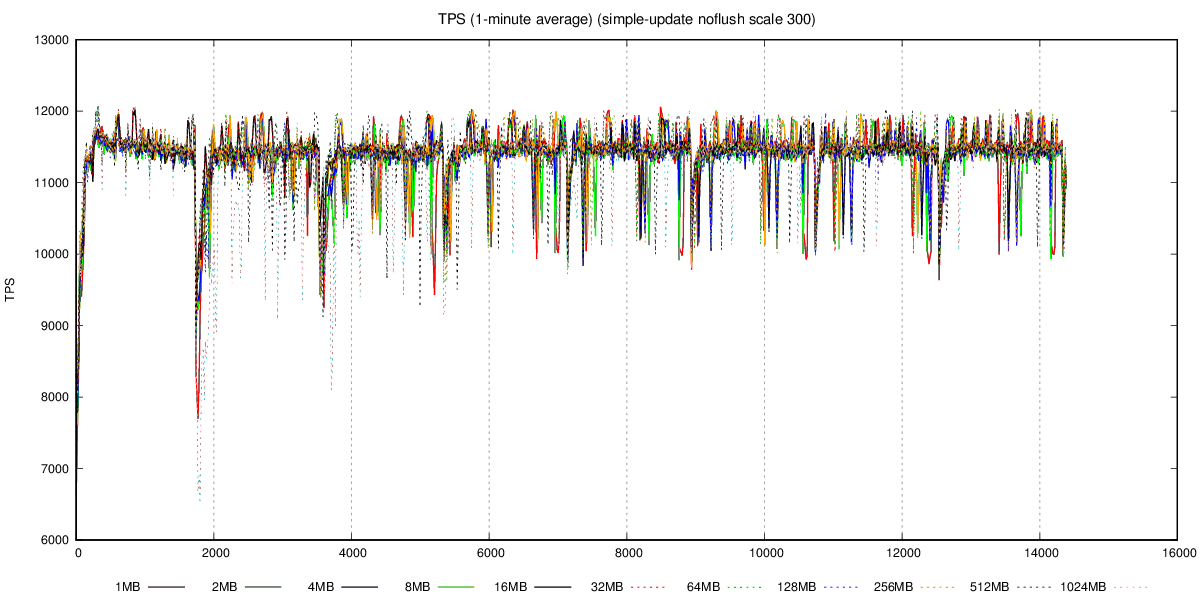 TPS (1-minute average) (simple-update noflush scale 300)
13000
12000
11000
10000
9000
8000
7000
6000
TPS
0 2000 4000 6000 8000 10000 12000 14000 16000
1MB 2MB 4MB 8MB 16MB 32MB 64MB 128MB 256MB 512MB 1024MB